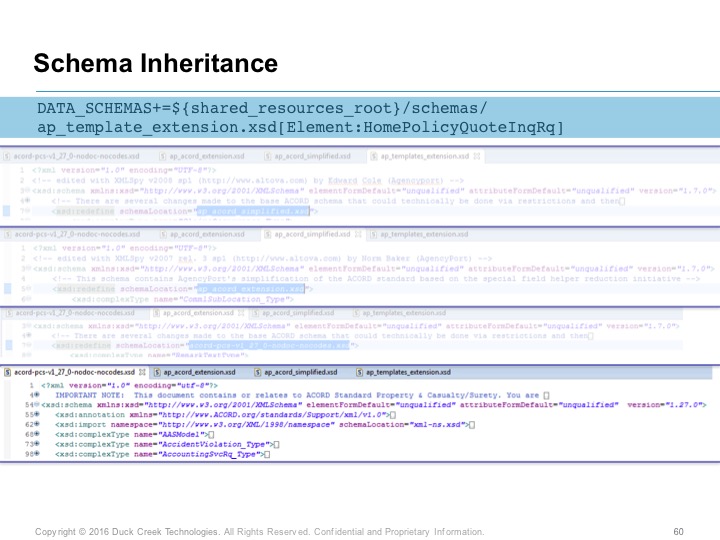 Schema Inheritance
DATA_SCHEMAS+=${shared_resources_root}/schemas/
ap_template_extension.xsd[Element:HomePolicyQuoteInqRq]
acord-pcs-v1_27_0-nodoc-nocodes.xsd ap_acord_extension.xsd ap_acord_simplified.xsd ap_templates_extension.xsd
1 <?xml version="1.0" encoding="UTF-8"?>
2 <!-- edited with XMLSpy v2008 sp1 (http://www.altova.com) by Edward Cole (Agencyport) -->
3 <xsd:schema xmlns:xsd="http://www.w3.org/2001/XMLSchema" elementFormDefault="unqualified" attributeFormDefault="unqualified" version="1.7.0">
4 <!-- There are several changes made to the base ACORD schema that could technically be done via restrictions and then
<xsd:redefine schemaLocation="ap_acord_simplified.xsd">
acord-pcs-v1_27_0-nodoc-nocodes.xsd ap_acord_extension.xsd ap_acord_simplified.xsd ap_templates_extension.xsd
1 <?xml version="1.0" encoding="UTF-8"?>
2 <!-- edited with XMLSpy v2007 rel. 3 sp1 (http://www.altova.com) by Norm Baker (AgencyPort) -->
3 <xsd:schema xmlns:xsd="http://www.w3.org/2001/XMLSchema" elementFormDefault="unqualified" attributeFormDefault="unqualified" version="1.7.0">
<!-- This schema contains AgencyPort's simplification of the ACORD standard based on the special field helper reduction initiative -->
<xsd:redefine schemaLocation="ap_acord_extension.xsd">
<xsd:complexType name="CommlSubLocation_Type">
acord-pcs-v1_27_0-nodoc-nocodes.xsd ap_acord_extension.xsd ap_acord_simplified.xsd ap_templates_extension.xsd
<xsd:schema xmlns:xsd="http://www.w3.org/2001/XMLSchema" elementFormDefault="unqualified" attributeFormDefault="unqualified" version="1.7.0">
<!-- There are several changes made to the base ACORD schema that could technically be done via restrictions and then
<xsd:redefine schemaLocation="acord-pcs-v1_27_0-nodoc-nocodes.xsd">
<xsd:complexType name="RemarkTextType">
acord-pcs-v1_27_0-nodoc-nocodes.xsd ap_acord_extension.xsd ap_acord_simplified.xsd ap_templates_extension.xsd
1 <?xml version="1.0" encoding="utf-8"?>
4 IMPORTANT NOTE: This document contains or relates to ACORD Standard Property & Casualty/Surety. You are
54 <xsd:schema xmlns:xsd="http://www.w3.org/2001/XMLSchema" elementFormDefault="unqualified" attributeFormDefault="unqualified" version="1.27.0">
55 <xsd:annotation xmlns="http://www.ACORD.org/standards/Support/xml/v1.0">
62 <xsd:import namespace="http://www.w3.org/XML/1998/namespace" schemaLocation="xml-ns.xsd">
68 <xsd:complexType name="AASModel">
73 <xsd:complexType name="AccidentViolation_Type">
98 <xsd:complexType name="AccountingSvcRq_Type">
Copyright © 2016 Duck Creek Technologies. All Rights Reserved. Confidential and Proprietary Information. 60